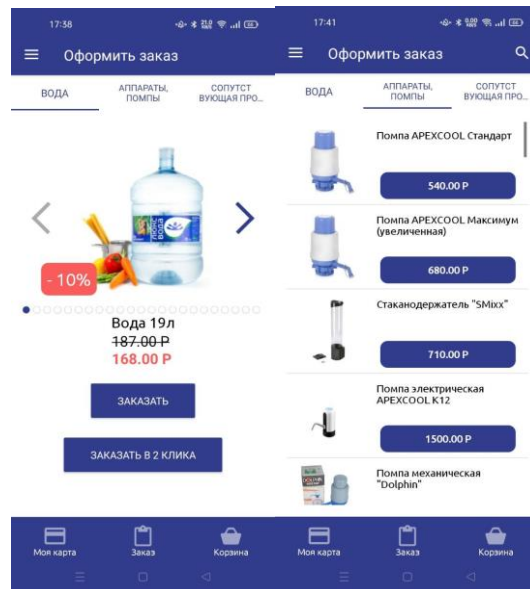 17:38
Оформить заказ
ВОДА
АППАРАТЫ,
ПОМПЫ
СОПУТСТ
ВУЮЩАЯ ПРО...
- 10%
Вода 19л
187.00 Р
168.00 Р
ЗАКАЗАТЬ
ЗАКАЗАТЬ В 2 КЛИКА
Моя карта
Заказ
Корзина
17:41
Оформить заказ
ВОДА
АППАРАТЫ,
ПОМПЫ
СОПУТСТ
ВУЮЩАЯ ПРО...
Помпа APEXCOOL Стандарт
540.00 Р
Помпа APEXCOOL Максимум
(увеличенная)
680.00 Р
Стаканодержатель "SMixx"
710.00 Р
Помпа электрическая
APEXCOOL K12
1500.00 Р
Помпа механическая
"Dolphin"
Моя карта
Заказ
Корзина